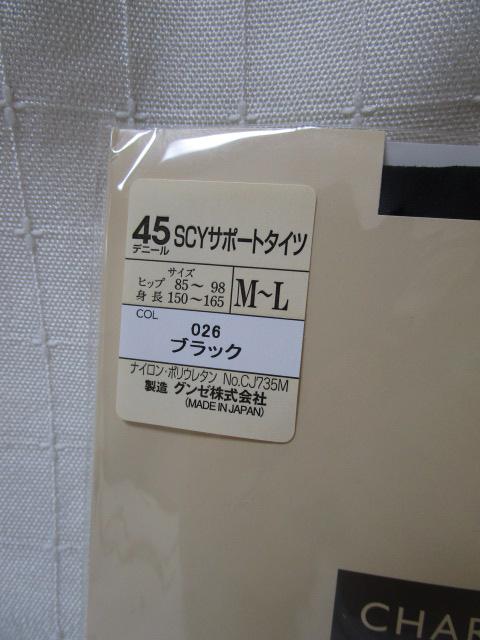 45 SCYサポートタイツ
デニール
サイズ
ヒップ 85～ 98
身長 150～165
M~L
COL
026
ブラック
ナイロン・ポリウレタン No.CJ735M
製造 グンゼ株式会社
(MADE IN JAPAN)